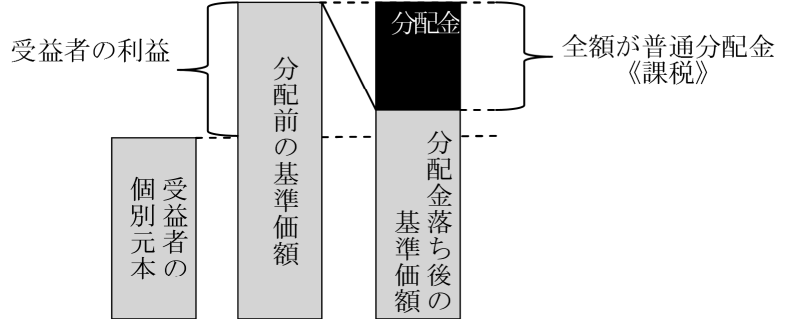 受益者の利益
分配前の基準価額
分配金
全額が普通分配金
《課税》
受益者の
個別元本
分配金落ち後の
基準価額